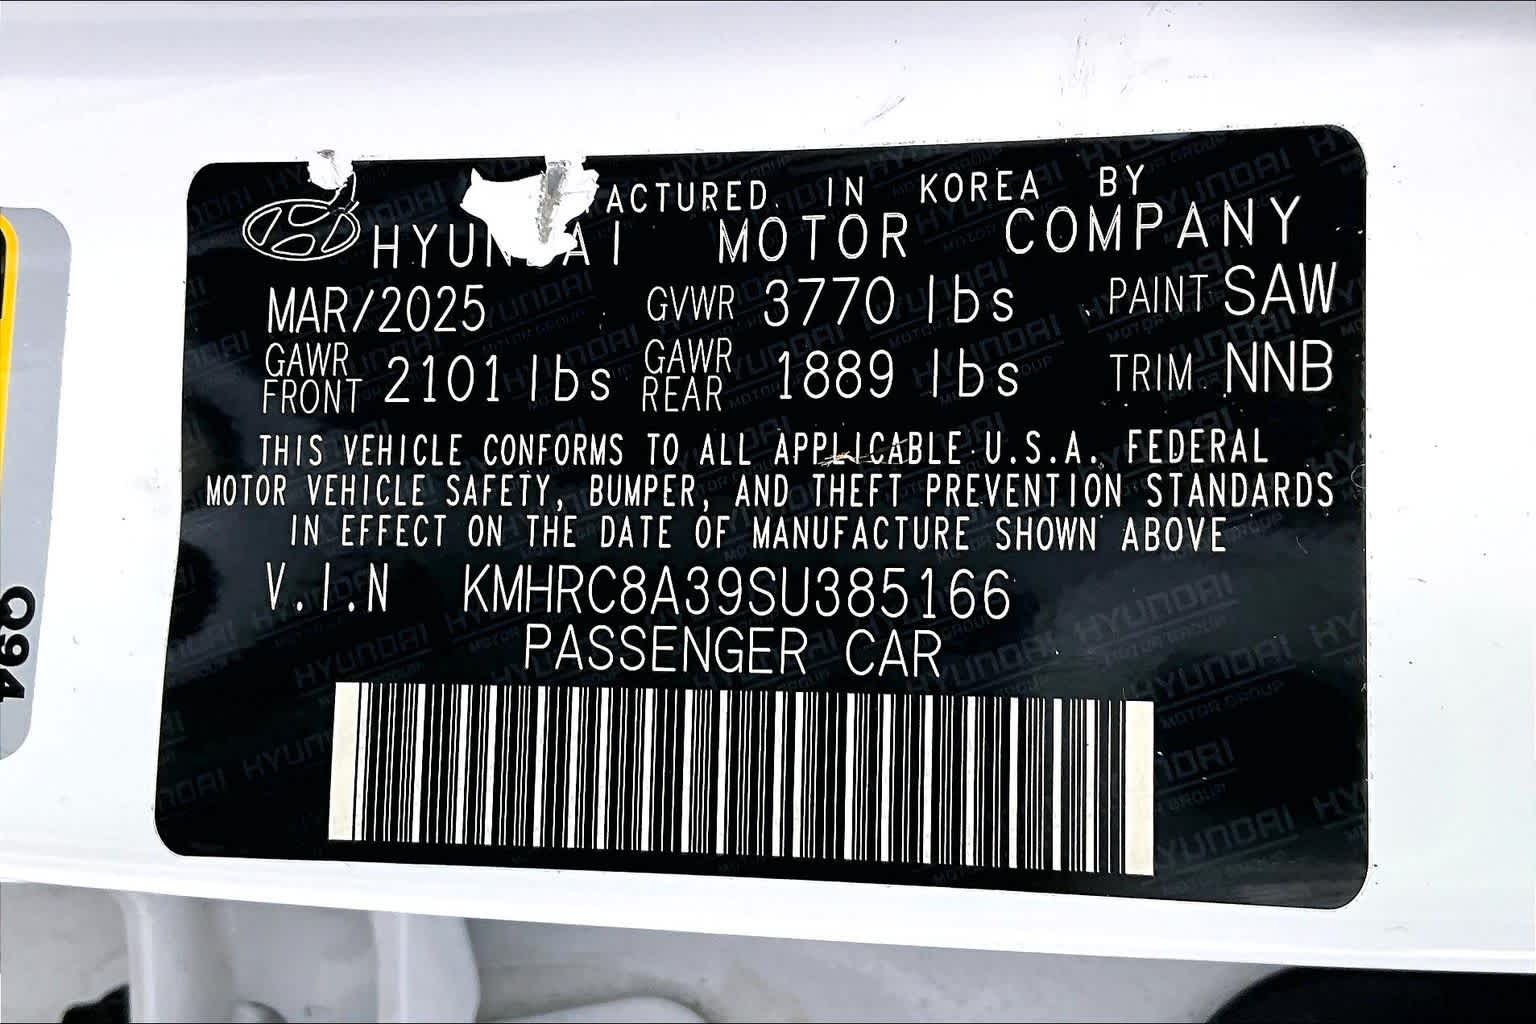 ACTURED IN KOREA BY
HYUNDAI MOTOR COMPANY
MAR/2025 GVWR 3770 lbs PAINT SAW
GAWR FRONT 2101 lbs GAWR REAR 1889 lbs TRIM NNB
THIS VEHICLE CONFORMS TO ALL APPLICABLE U.S.A. FEDERAL
MOTOR VEHICLE SAFETY, BUMPER, AND THEFT PREVENTION STANDARDS
IN EFFECT ON THE DATE OF MANUFACTURE SHOWN ABOVE
V.I.N KMHRC8A39SU385166
PASSENGER CAR
Q94